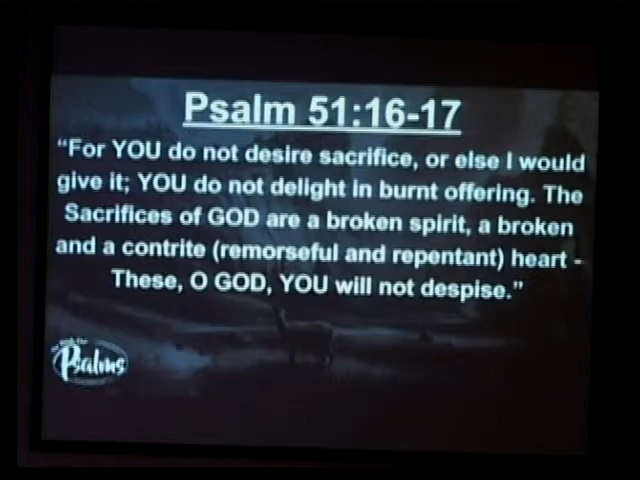 Psalm 51:16-17
“For YOU do not desire sacrifice, or else I would
give it; YOU do not delight in burnt offering. The
Sacrifices of GOD are a broken spirit, a broken
and a contrite (remorseful and repentant) heart -
These, O GOD, YOU will not despise.”
Psalms